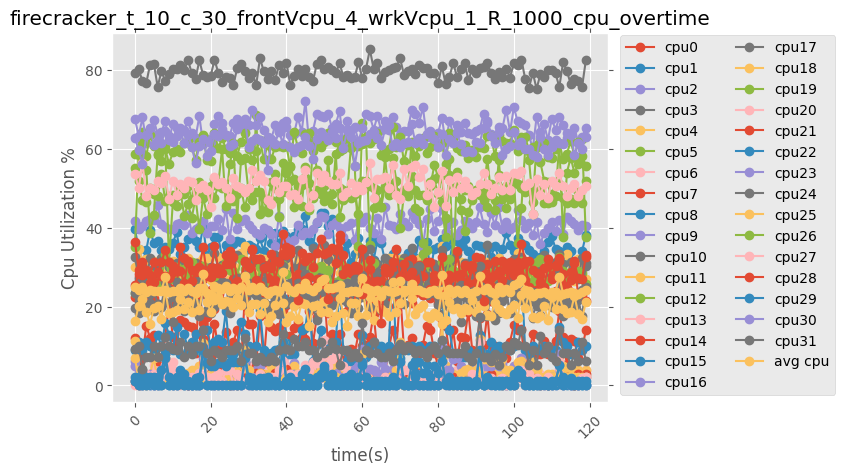 firecracker_t_10_c_30_frontVcpu_4_wrkVcpu_1_R_1000_cpu_overtime
Cpu Utilization %
80
60
40
20
0
0
20
40
60
80
100
120
time(s)
cpu0
cpu1
cpu2
cpu3
cpu4
cpu5
cpu6
cpu7
cpu8
cpu9
cpu10
cpu11
cpu12
cpu13
cpu14
cpu15
cpu16
cpu17
cpu18
cpu19
cpu20
cpu21
cpu22
cpu23
cpu24
cpu25
cpu26
cpu27
cpu28
cpu29
cpu30
cpu31
avg cpu